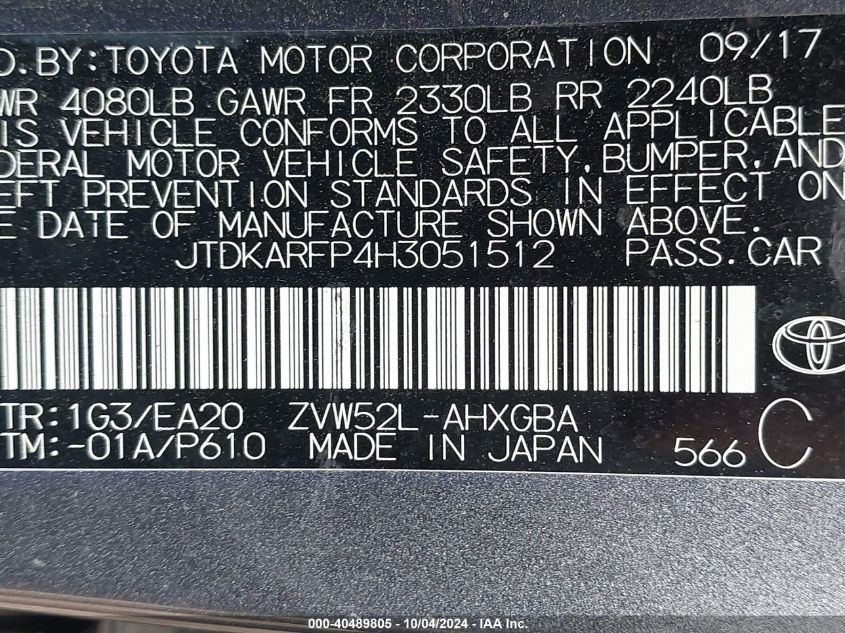 D.BY:TOYOTA MOTOR CORPORATION 09/17
WR 4080LB GAWR FR 2330LB RR 2240LB
IS VEHICLE CONFORMS TO ALL APPLICABLE
DERAL MOTOR VEHICLE SAFETY,BUMPER,AND
EFT PREVENTION STANDARDS IN EFFECT ON
E DATE OF MANUFACTURE SHOWN ABOVE.
JTDKARFP4H3051512 PASS.CAR
TR:1G3/EA20 ZVW52L-AHXGBA C
TM:-01A/P610 MADE IN JAPAN 566
000-40489805 - 10/04/2024 - IAA Inc.